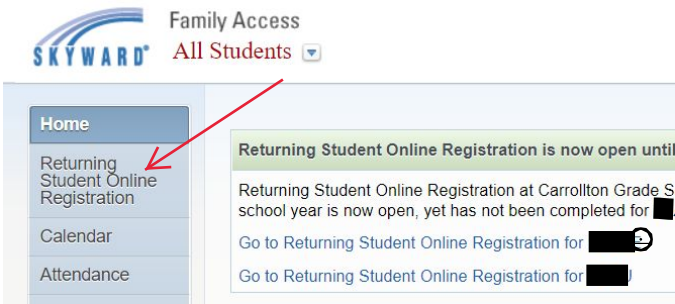 Family Access
SKYWARD®
All Students
Home
Returning
Student Online
Registration
Calendar
Attendance
Returning Student Online Registration is now open until
Returning Student Online Registration at Carrollton Grade S
school year is now open, yet has not been completed for
Go to Returning Student Online Registration for
Go to Returning Student Online Registration for